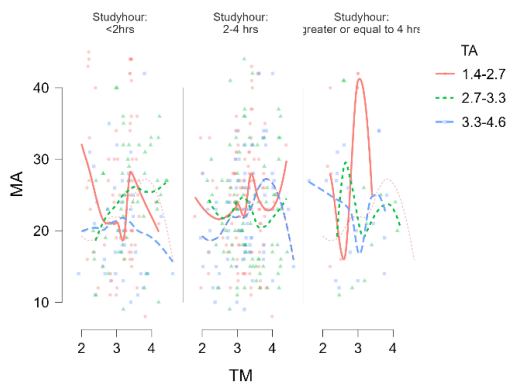 Studyhour:
<2hrs
Studyhour:
2-4 hrs
Studyhour:
greater or equal to 4 hrs
TA
1.4-2.7
2.7-3.3
3.3-4.6
MA
40
30
20
10
2 3 4
2 3 4
2 3 4
TM